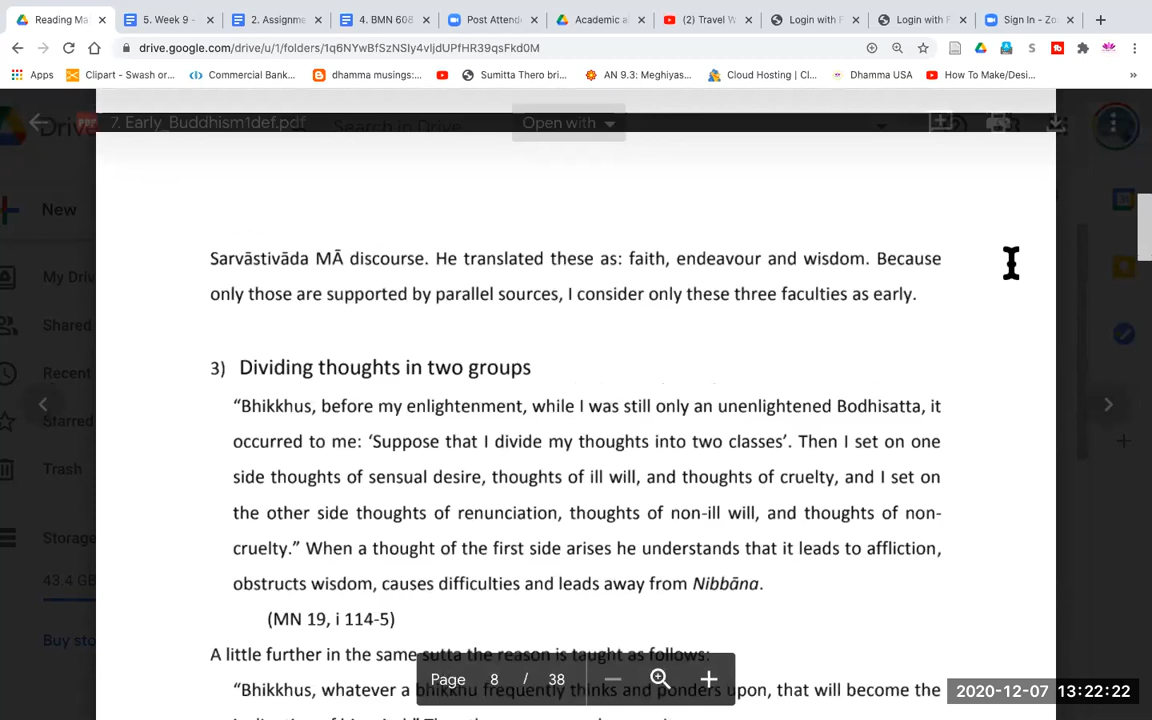 Reading Ma
5. Week 9 -
2. Assignme
4. BMN 608
Post Attend
Academic a
(2) Travel W
Login with F
Login with F
Sign In - Zo
drive.google.com/drive/u/1/folders/1q6NYwBfSzNSIy4vIjdUPfHR39qsFkd0M
Apps
Clipart - Swash or...
Commercial Bank...
dhamma musings:...
Sumitta Thero bri...
AN 9.3: Meghiyas...
Cloud Hosting | Cl...
Dhamma USA
How To Make/Desi...
Drive
7. Early_Buddhism1def.pdf
Search in Drive
Open with
New
My Driv
Shared
Recent
Starred
Trash
Storage
43.4 GB
Buy sto
Sarvāstivāda MĀ discourse. He translated these as: faith, endeavour and wisdom. Because
only those are supported by parallel sources, I consider only these three faculties as early.
3) Dividing thoughts in two groups
“Bhikkhus, before my enlightenment, while I was still only an unenlightened Bodhisatta, it
occurred to me: ‘Suppose that I divide my thoughts into two classes’. Then I set on one
side thoughts of sensual desire, thoughts of ill will, and thoughts of cruelty, and I set on
the other side thoughts of renunciation, thoughts of non-ill will, and thoughts of non-
cruelty.” When a thought of the first side arises he understands that it leads to affliction,
obstructs wisdom, causes difficulties and leads away from Nibbāna.
(MN 19, i 114-5)
A little further in the same sutta the reason is taught as follows:
“Bhikkhus, whatever a bhikkhu frequently thinks and ponders upon, that will become the
Page 8 / 38
2020-12-07 13:22:22